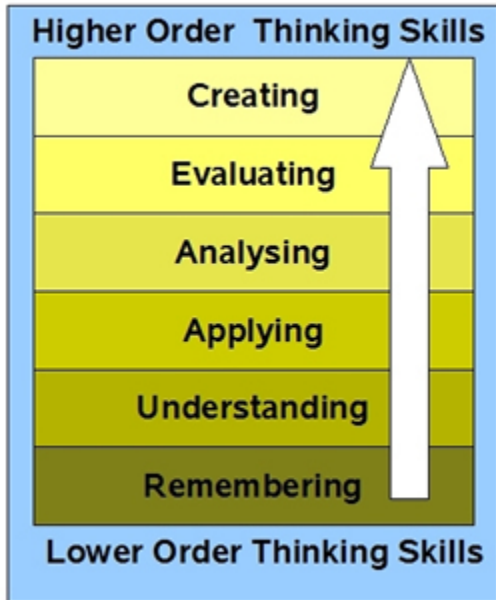 Higher Order Thinking Skills
Creating
Evaluating
Analysing
Applying
Understanding
Remembering
Lower Order Thinking Skills